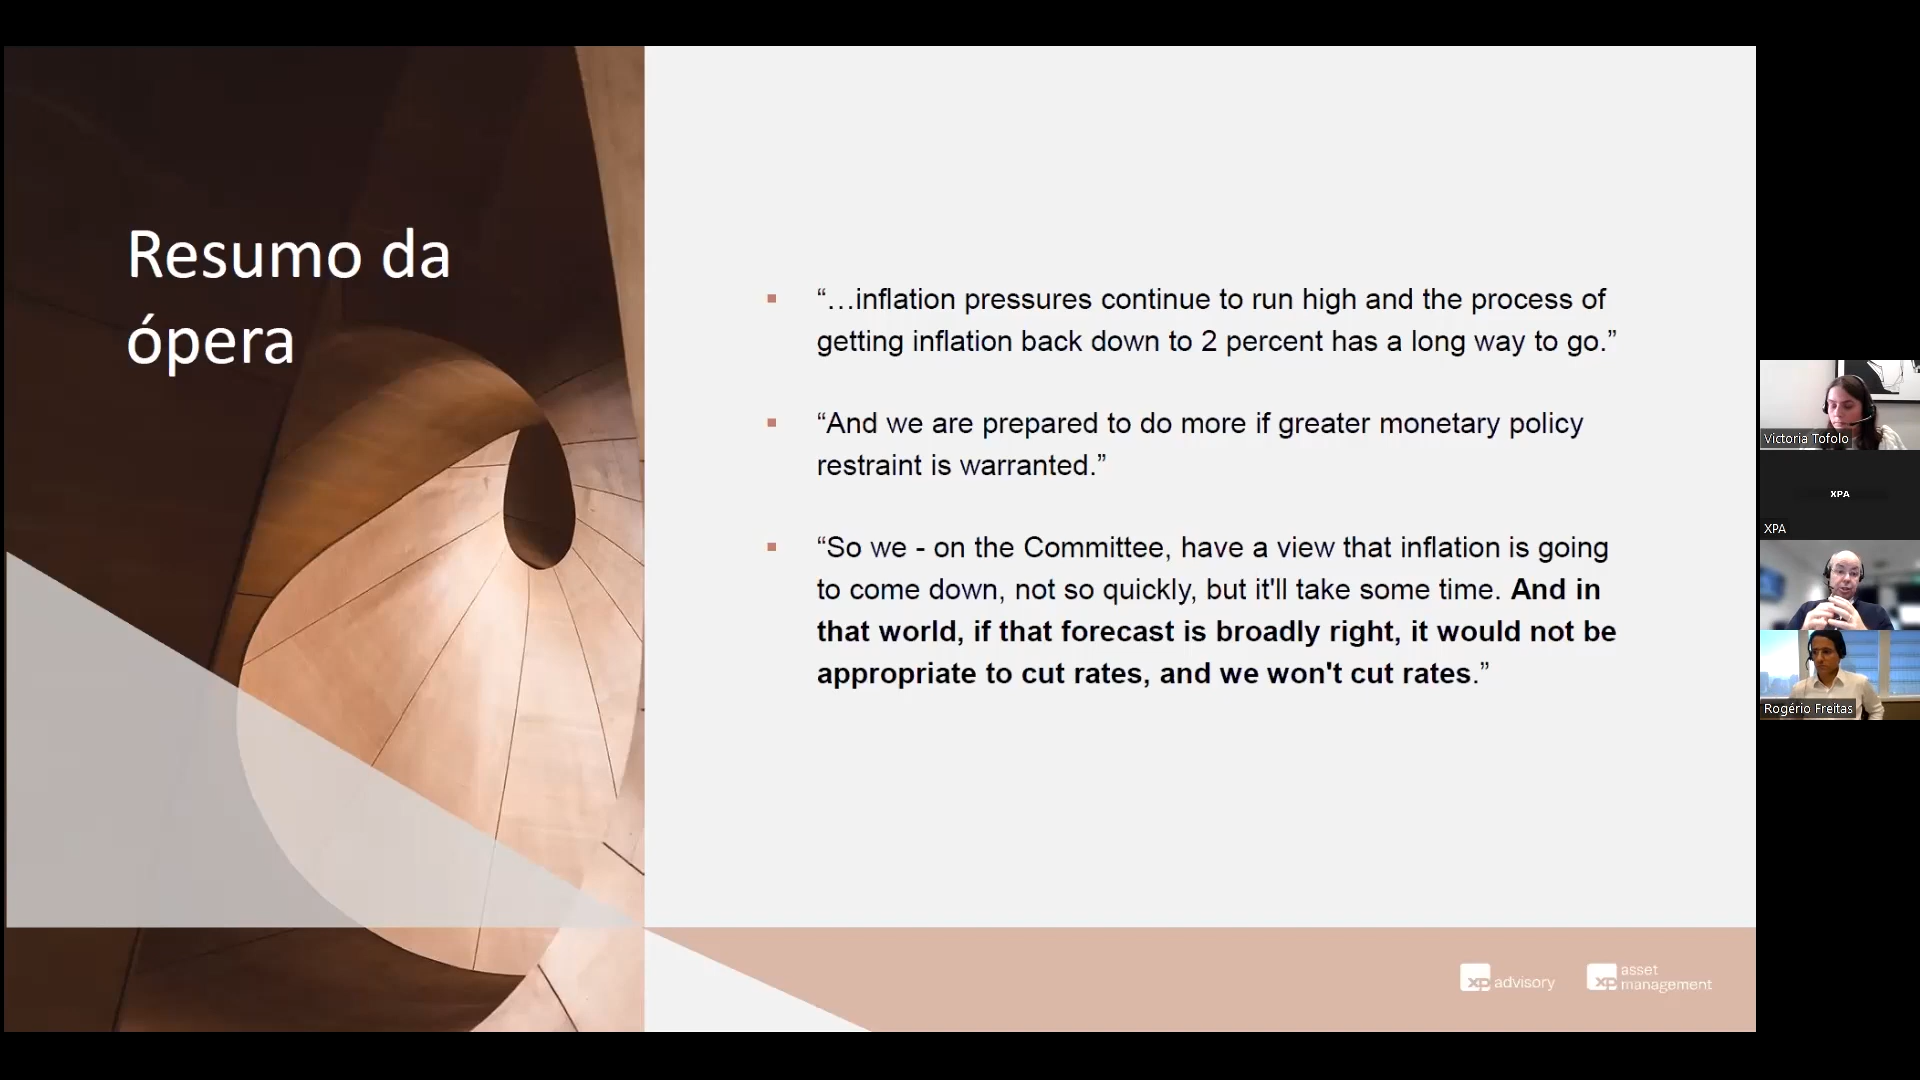 Resumo da
ópera
“…inflation pressures continue to run high and the process of
getting inflation back down to 2 percent has a long way to go.”
“And we are prepared to do more if greater monetary policy
restraint is warranted.”
“So we - on the Committee, have a view that inflation is going
to come down, not so quickly, but it'll take some time. And in
that world, if that forecast is broadly right, it would not be
appropriate to cut rates, and we won't cut rates.”
xp advisory
xp asset
management
Victoria Tofolo
XPA
XPA
Rogério Freitas